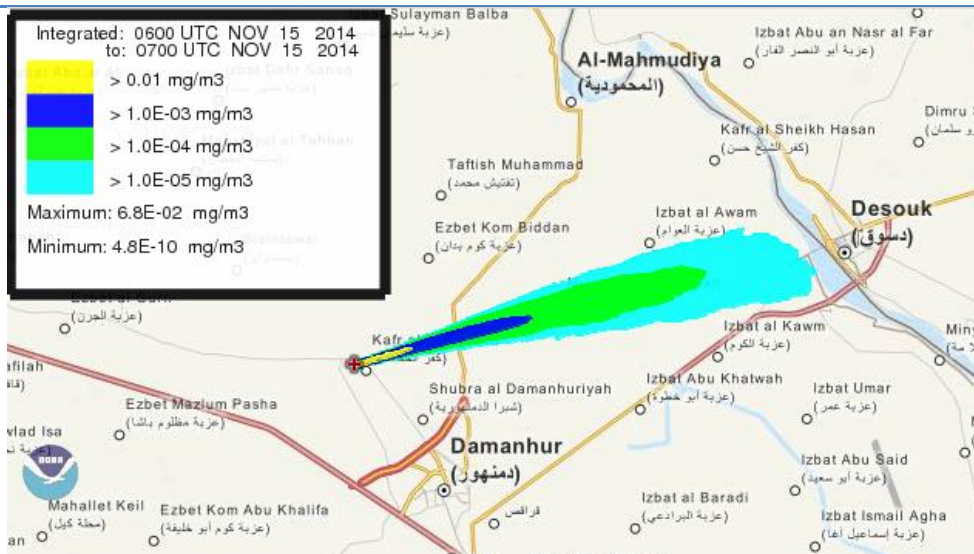 Integrated: 0600 UTC NOV 15 2014
to: 0700 UTC NOV 15 2014
> 0.01 mg/m3
> 1.0E-03 mg/m3
> 1.0E-04 mg/m3
> 1.0E-05 mg/m3
Maximum: 6.8E-02 mg/m3
Minimum: 4.8E-10 mg/m3
Sulayman Balba
Izbat Abu an Nasr al Far
(عزبة أبو النصر الفار)
Al-Mahmudiya
(المحمودية)
Dimru
Kafr al Sheikh Hasan
(كفر الشيخ حسن)
Taftish Muhammad
(تفتيش محمد)
Izbat al Awam
(عزبة العوام)
Desouk
(دسوق)
Ezbet Kom Biddan
(عزبة كوم بدان)
(عزبة الجرن)
Kafr
Izbat al Kawm
(عزبة الكوم)
Shubra al Damanhuriyah
(شبرا الدمنهورية)
Izbat Abu Khatwah
(عزبة أبو خطوة)
Izbat Umar
(عزبة عمر)
Ezbet Mazlum Pasha
(عزبة مظلوم باشا)
Damanhur
(دمنهور)
Izbat Abu Said
(عزبة أبو سعيد)
Mahallet Keil
(محلة كيل)
Ezbet Kom Abu Khalifa
(عزبة كوم أبو خليفة)
قراقص
Izbat al Baradi
(عزبة البرادعي)
Izbat Ismail Agha
(عزبة إسماعيل أغا)